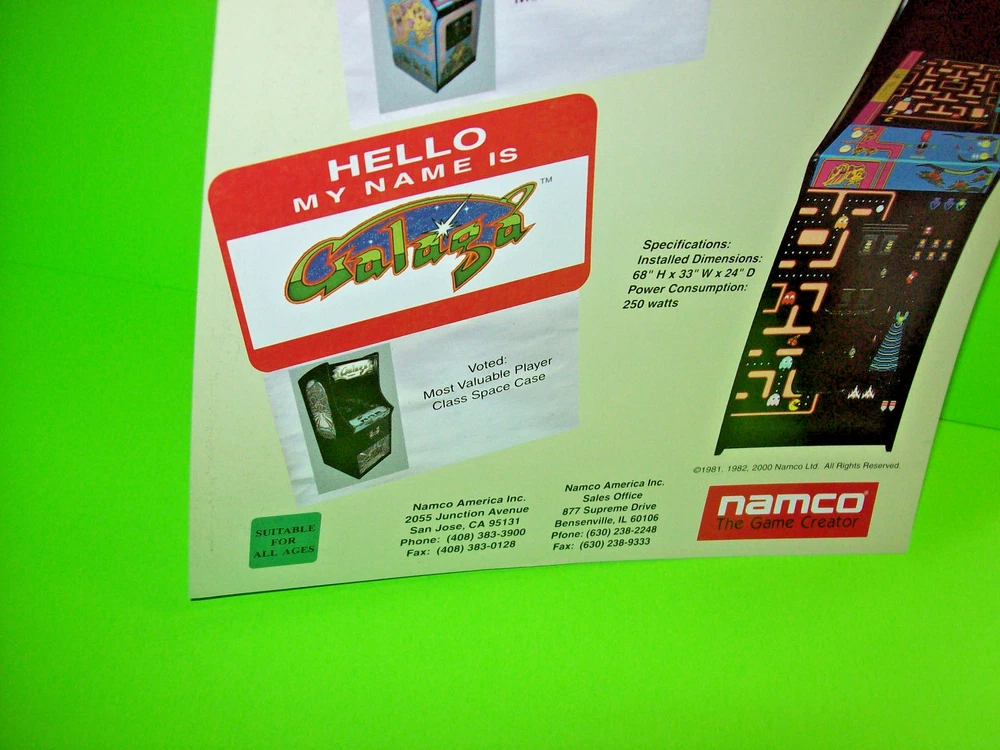 HELLO
MY NAME IS
Galaga™
Specifications:
Installed Dimensions:
68" H x 33" W x 24" D
Power Consumption:
250 watts
Voted:
Most Valuable Player
Class Space Case
©1981, 1982, 2000 Namco Ltd. All Rights Reserved.
SUITABLE
FOR
ALL AGES
Namco America Inc.
2055 Junction Avenue
San Jose, CA 95131
Phone: (408) 383-3900
Fax: (408) 383-0128
Namco America Inc.
Sales Office
877 Supreme Drive
Bensenville, IL 60106
Pfone: (630) 238-2248
Fax: (630) 238-9333
namco®
The Game Creator